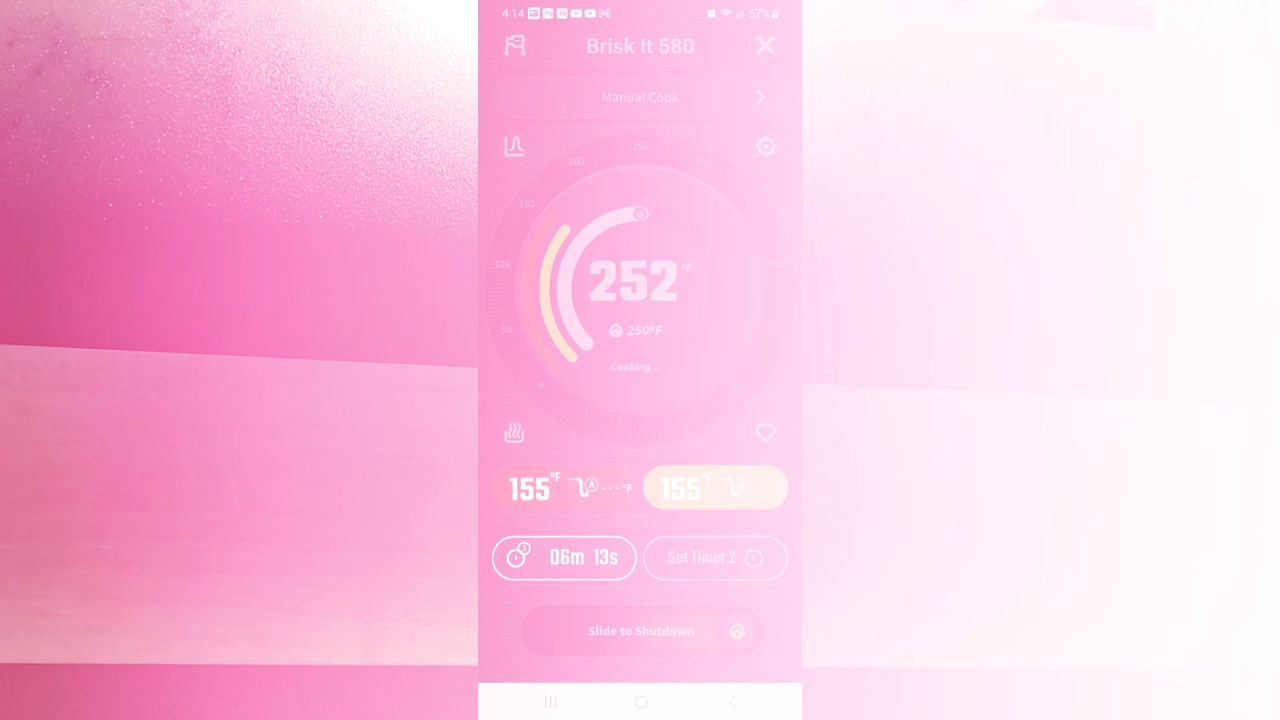 4:14 57%
Brisk It 580
Manual Cook
250
200
150
100
50
0
252 °F
250°F
Cooking...
155°F A ---°F
155°F A ---°F
1 06m 13s
Set Timer 2
Slide to Shutdown